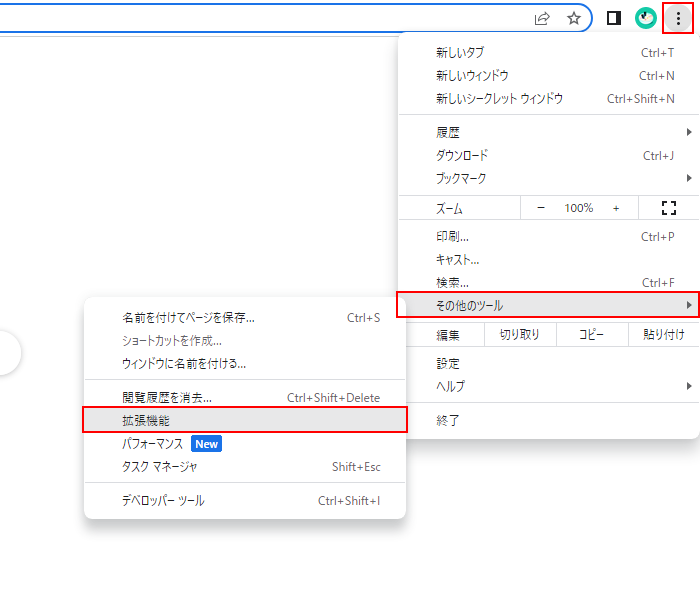 新しいタブ Ctrl+T
新しいウィンドウ Ctrl+N
新しいシークレット ウィンドウ Ctrl+Shift+N
履歴
ダウンロード Ctrl+J
ブックマーク
ズーム − 100% +
印刷... Ctrl+P
キャスト...
検索... Ctrl+F
その他のツール
編集 切り取り コピー 貼り付け
設定
ヘルプ
終了
名前を付けてページを保存... Ctrl+S
ショートカットを作成...
ウィンドウに名前を付ける...
閲覧履歴を消去... Ctrl+Shift+Delete
拡張機能
パフォーマンス New
タスク マネージャ Shift+Esc
デベロッパー ツール Ctrl+Shift+I